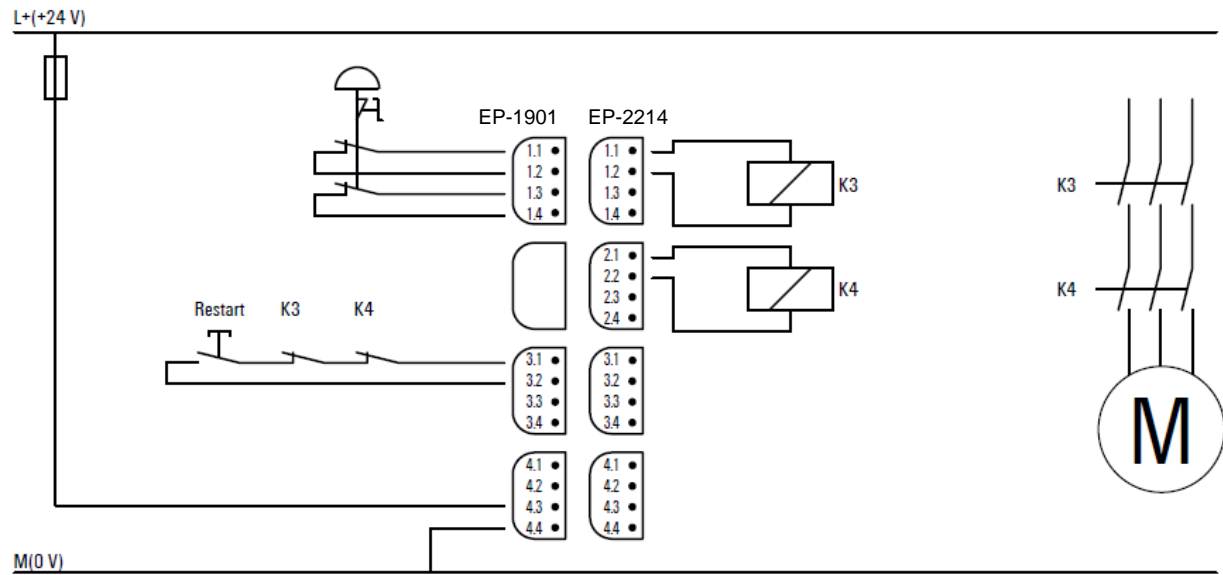 L+(+24 V)
EP-1901 EP-2214
1.1 1.1
1.2 1.2
1.3 1.3
1.4 1.4
K3
K3
2.1
2.2
2.3
2.4
K4
K4
Restart K3 K4
3.1 3.1
3.2 3.2
3.3 3.3
3.4 3.4
M
4.1 4.1
4.2 4.2
4.3 4.3
4.4 4.4
M(0 V)